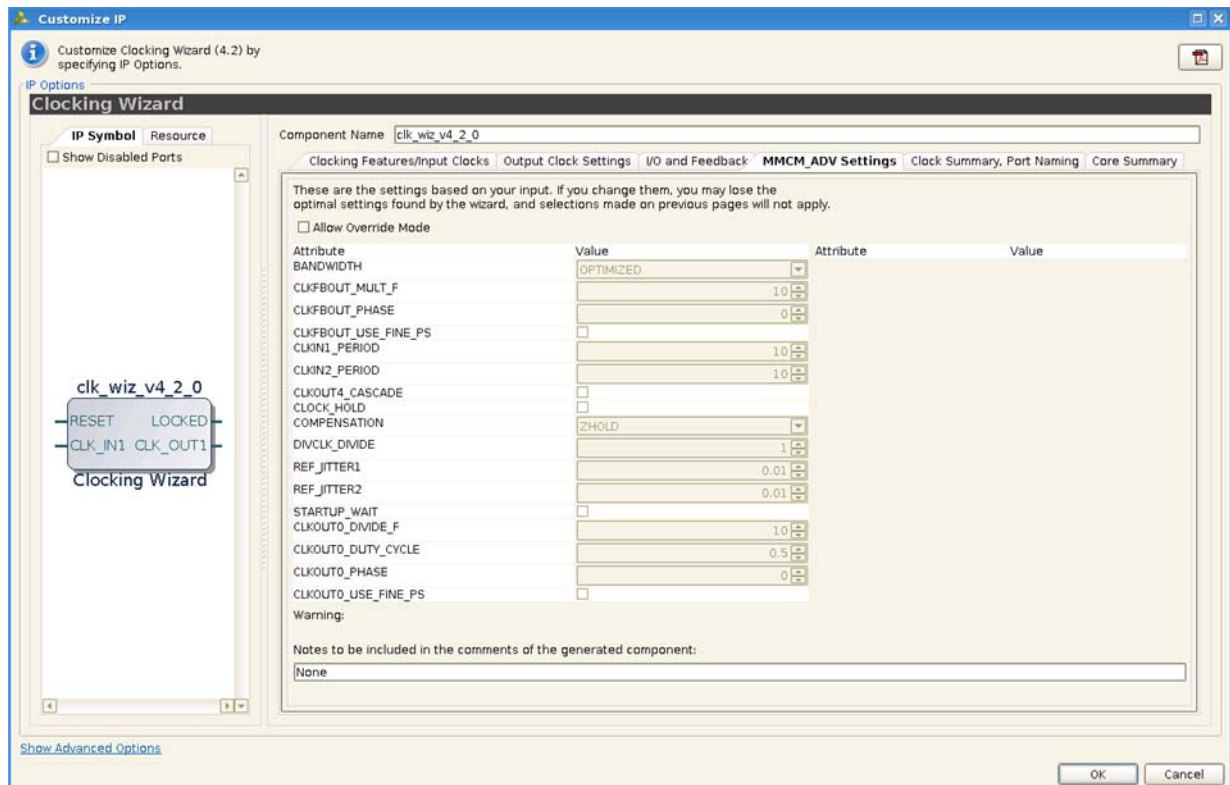 Customize IP
Customize Clocking Wizard (4.2) by
specifying IP Options.
IP Options
Clocking Wizard
IP Symbol Resource
Show Disabled Ports
clk_wiz_v4_2_0
RESET LOCKED
CLK_IN1 CLK_OUT1
Clocking Wizard
Component Name clk_wiz_v4_2_0
Clocking Features/Input Clocks Output Clock Settings I/O and Feedback MMCM_ADV Settings Clock Summary, Port Naming Core Summary
These are the settings based on your input. If you change them, you may lose the
optimal settings found by the wizard, and selections made on previous pages will not apply.
Allow Override Mode
Attribute Value Attribute Value
BANDWIDTH OPTIMIZED
CLKFBOUT_MULT_F 10
CLKFBOUT_PHASE 0
CLKFBOUT_USE_FINE_PS
CLKIN1_PERIOD 10
CLKIN2_PERIOD 10
CLKOUT4_CASCADE
CLOCK_HOLD
COMPENSATION ZHOLD
DIVCLK_DIVIDE 1
REF_JITTER1 0.01
REF_JITTER2 0.01
STARTUP_WAIT
CLKOUT0_DIVIDE_F 10
CLKOUT0_DUTY_CYCLE 0.5
CLKOUT0_PHASE 0
CLKOUT0_USE_FINE_PS
Warning:
Notes to be included in the comments of the generated component:
None
Show Advanced Options
OK Cancel